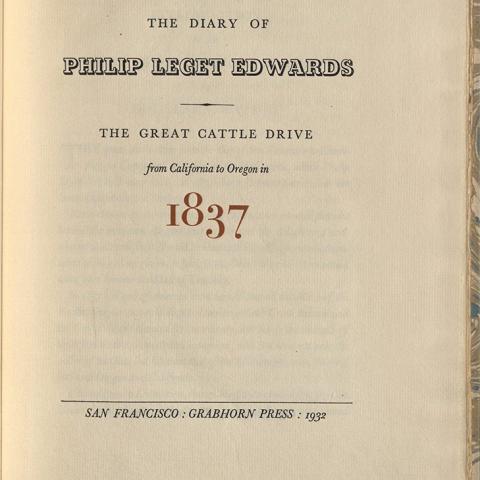 THE DIARY OF
PHILIP LEGET EDWARDS
THE GREAT CATTLE DRIVE
from California to Oregon in
1837
SAN FRANCISCO : GRABHORN PRESS : 1932